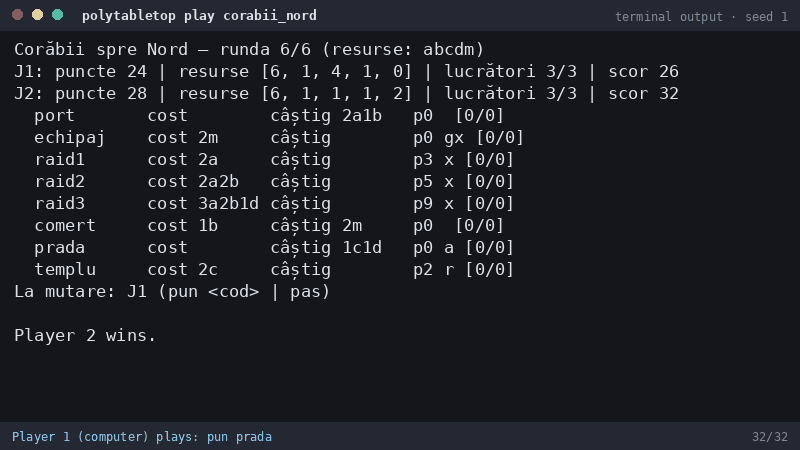 polytabletop play corabii_nord
terminal output · seed 1
Corăbii spre Nord — runda 6/6 (resurse: abcdm)
J1: puncte 24 | resurse [6, 1, 4, 1, 0] | lucrători 3/3 | scor 26
J2: puncte 28 | resurse [6, 1, 1, 1, 2] | lucrători 3/3 | scor 32
port cost câștig 2a1b p0 [0/0]
echipaj cost 2m câștig p0 gx [0/0]
raid1 cost 2a câștig p3 x [0/0]
raid2 cost 2a2b câștig p5 x [0/0]
raid3 cost 3a2b1d câștig p9 x [0/0]
comert cost 1b câștig 2m p0 [0/0]
prada cost câștig 1c1d p0 a [0/0]
templu cost 2c câștig p2 r [0/0]
La mutare: J1 (pun <cod> | pas)
Player 2 wins.
Player 1 (computer) plays: pun prada
32/32